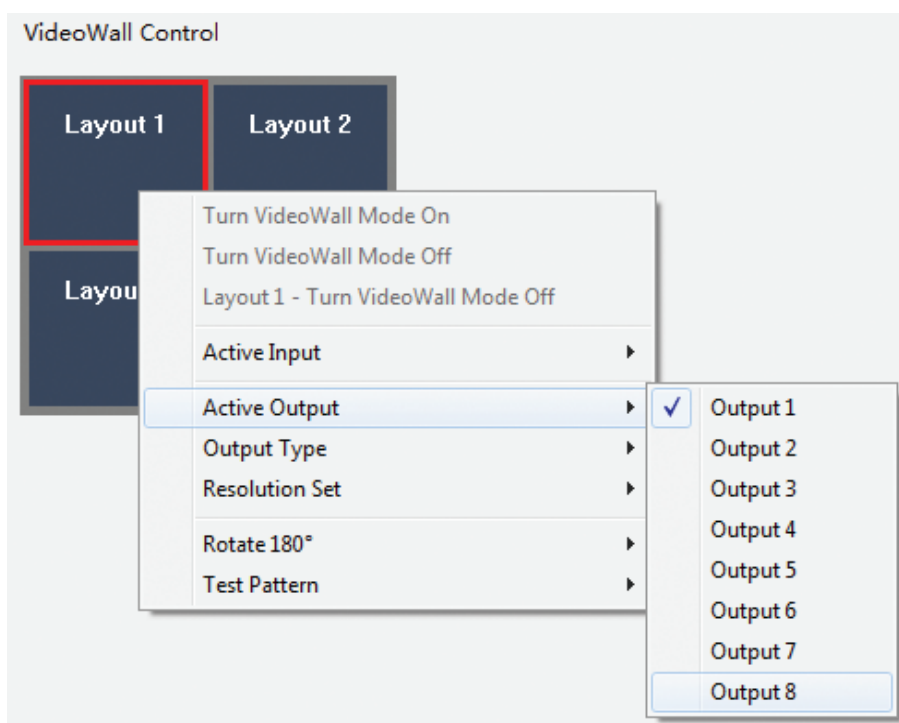 VideoWall Control
Layout 1
Layout 2
Layou
Turn VideoWall Mode On
Turn VideoWall Mode Off
Layout 1 - Turn VideoWall Mode Off
Active Input
Active Output
Output Type
Resolution Set
Rotate 180°
Test Pattern
Output 1
Output 2
Output 3
Output 4
Output 5
Output 6
Output 7
Output 8